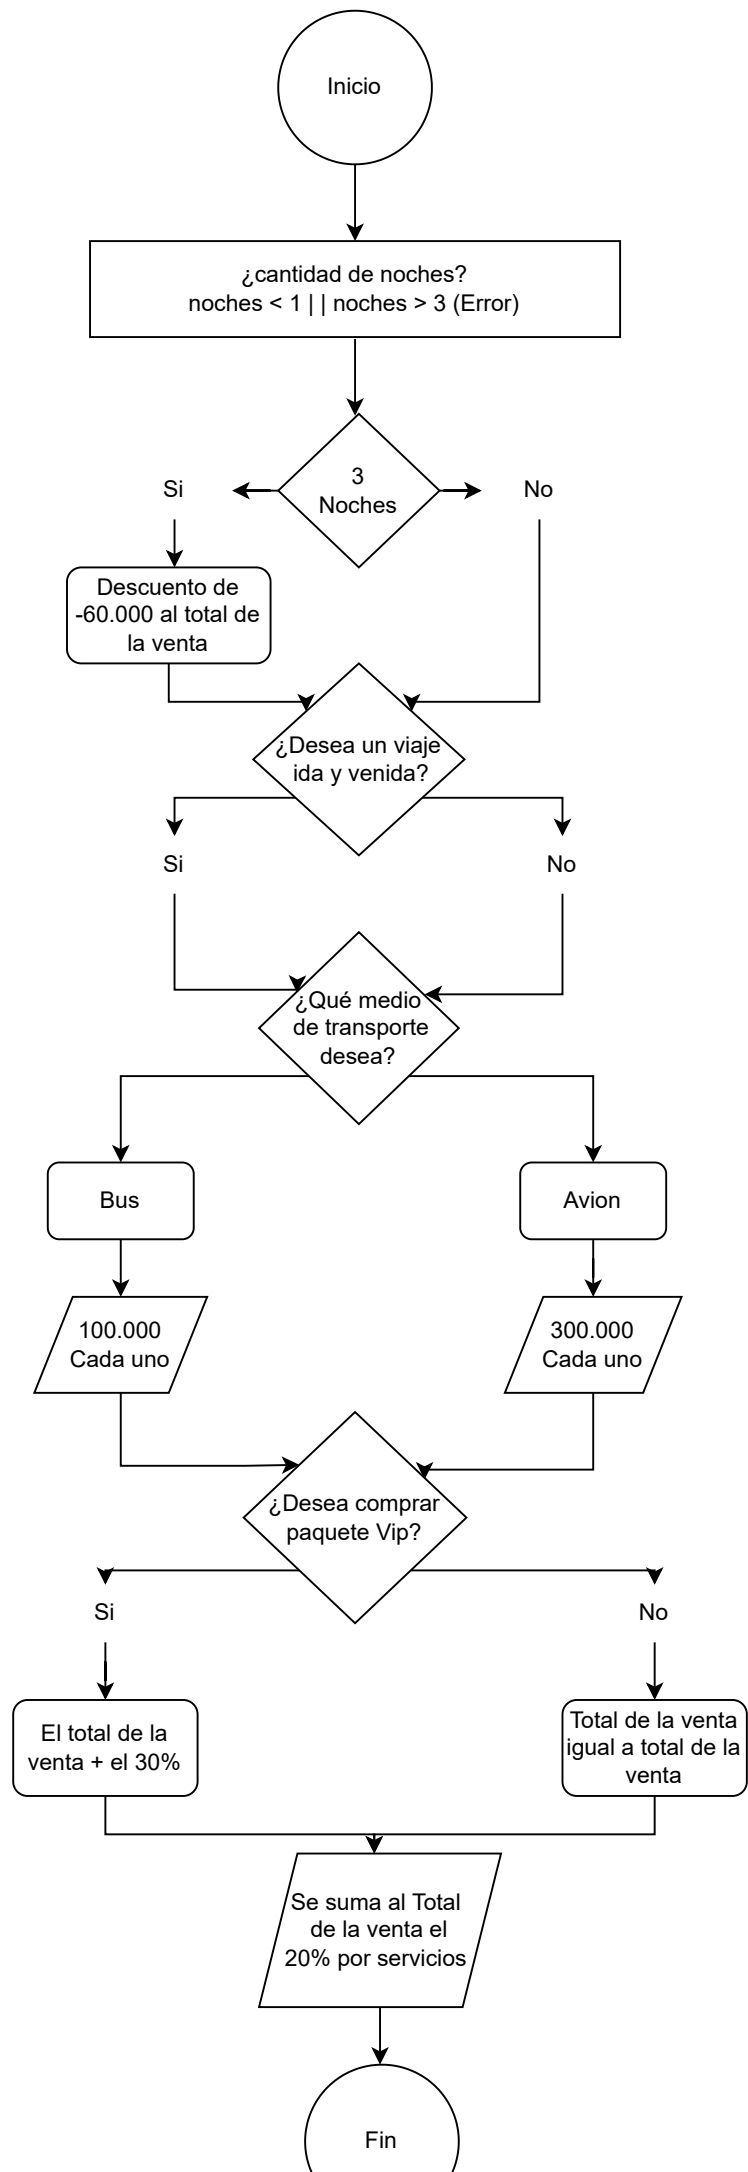 Inicio
¿cantidad de noches?
noches < 1 | | noches > 3 (Error)
3
Noches
Si
No
Descuento de
-60.000 al total de
la venta
¿Desea un viaje
ida y venida?
Si
No
¿Qué medio
de transporte
desea?
Bus
Avion
100.000
Cada uno
300.000
Cada uno
¿Desea comprar
paquete Vip?
Si
No
El total de la
venta + el 30%
Total de la venta
igual a total de la
venta
Se suma al Total
de la venta el
20% por servicios
Fin